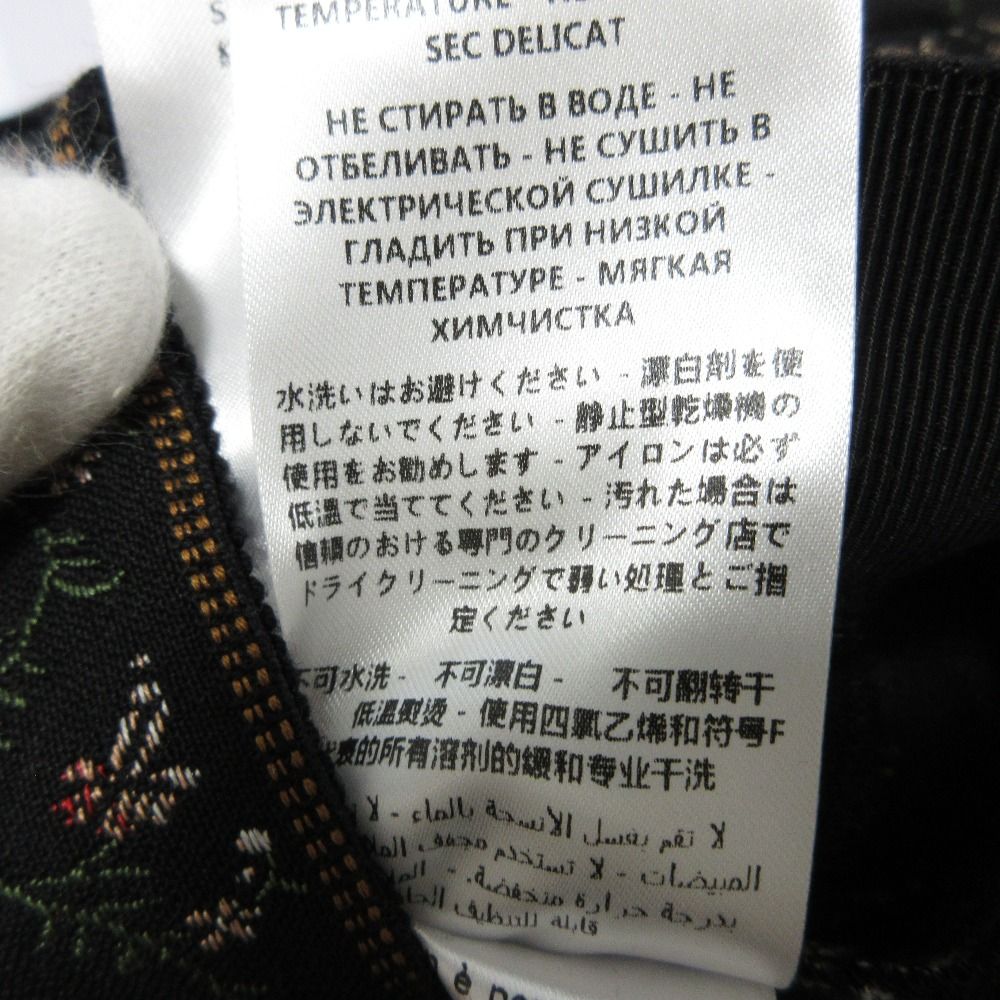 TEMPERATURE -
SEC DELICAT
НЕ СТИРАТЬ В ВОДЕ - НЕ
ОТБЕЛИВАТЬ - НЕ СУШИТЬ В
ЭЛЕКТРИЧЕСКОЙ СУШИЛКЕ -
ГЛАДИТЬ ПРИ НИЗКОЙ
ТЕМПЕРАТУРЕ - МЯГКАЯ
ХИМЧИСТКА
水洗いはお避けください - 漂白剤を使
用しないでください - 静止型乾燥機の
使用をお勧めします - アイロンは必ず
低温で当ててください - 汚れた場合は
信頼のおける専門のクリーニング店で
ドライクリーニングで弱い処理とご指
定ください
不可水洗 - 不可漂白 - 不可翻转干
低温熨烫 - 使用四氯乙烯和符号F
代表的所有溶剂的缓和专业干洗
لا تقم بغسل الانسجة بالماء - لا
المبيضات - لا تستخدم مجفف
بدرجة حرارة منخفضة. -
قابلة للتنظيف
è